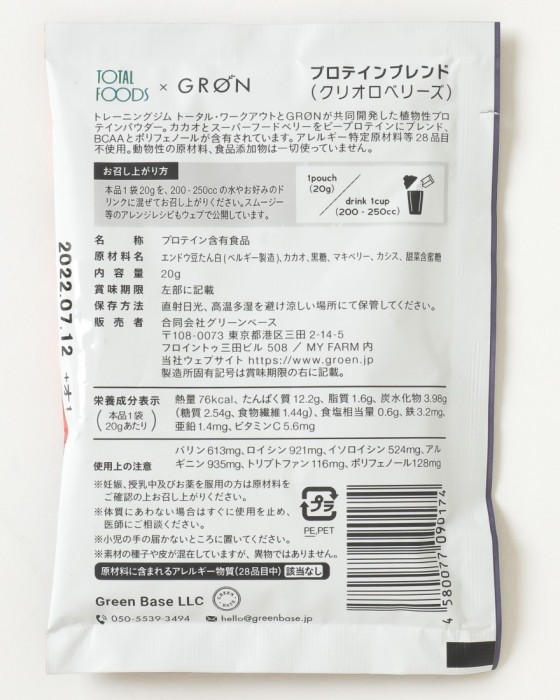 TOTAL FOODS × GRØN
プロテインブレンド
(クリオロベリーズ)
トレーニングジム トータル・ワークアウトとGRØNが共同開発した植物性プロ
テインパウダー。カカオとスーパーフードベリーをピープロテインにブレンド、
BCAAとポリフェノールが含有されています。アレルギー特定原材料等28品目
不使用。動物性の原材料、食品添加物は一切使っていません。
お召し上がり方
本品1袋20gを、200-250ccの水やお好みのド
リンクに混ぜてお召し上がりください。スムージー
等のアレンジレシピもウェブで公開しています。
1pouch
(20g)
drink 1cup
(200-250cc)
名 称 プロテイン含有食品
原材料名 エンドウ豆たん白(ベルギー製造)、カカオ、黒糖、マキベリー、カシス、甜菜含蜜糖
内 容 量 20g
賞味期限 左部に記載
保存方法 直射日光、高温多湿を避け涼しい場所にて保管してください。
販 売 者 合同会社グリーンベース
〒108-0073 東京都港区三田 2-14-5
フロイントゥ三田ビル 508 / MY FARM 内
当社ウェブサイト https://www.groen.jp
製造所固有記号は賞味期限の右に記載。
2022.07.12 +オ1
栄養成分表示
(本品1袋
20gあたり)
熱量 76kcal、たんぱく質 12.2g、脂質 1.6g、炭水化物 3.98g
(糖質 2.54g、食物繊維 1.44g)、食塩相当量 0.6g、鉄 3.2mg、
亜鉛 1.4mg、ビタミンC 5.6mg
バリン 613mg、ロイシン 921mg、イソロイシン 524mg、アル
ギニン 935mg、トリプトファン 116mg、ポリフェノール128mg
使用上の注意
※妊娠、授乳中及びお薬を服用の方は原材料を
ご確認の上お召し上がりください。
※体質にあわない場合はすぐに使用を止め、
医師にご相談ください。
※小児の手の届かないところに置いてください。
※素材の種子や皮が混在していますが、異物ではありません。
原材料に含まれるアレルギー物質(28品目中) 該当なし
プラ
PE,PET
4580077090174
Green Base LLC
GREEN BASE
050-5539-3494 hello@greenbase.jp